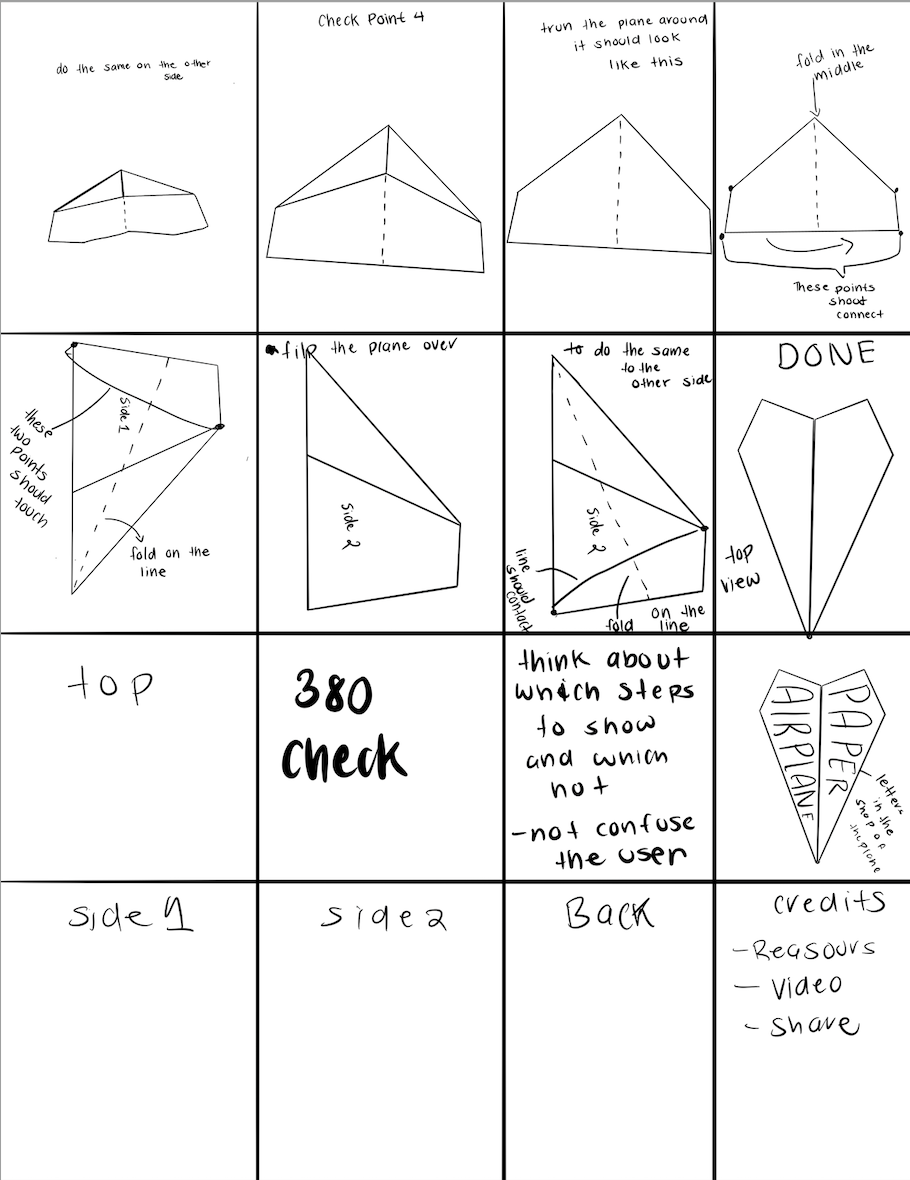 do the same on the other
side
Check Point 4
trun the plane around
it should look
like this
fold in the
middle
These points
shout
connect
these
two
points
should
touch
Side 1
fold on the
line
flip the plane over
Side 2
to do the same
to the
other side
Side 2
line
should
contact
fold on the
line
DONE
top
view
top
380
check
think about
which steps
to show
and which
not
-not confuse
the user
PAPER
AIRPLANE
letters
in the
shap of
the plane
side 1
side 2
BACK
credits
- Reasours
- Video
- Share